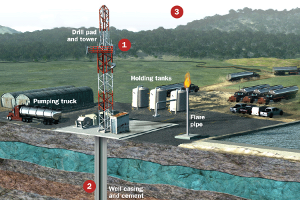 3
Drill pad
and tower
1
Holding tanks
Pumping truck
Flare
pipe
2
Well casing
and cement